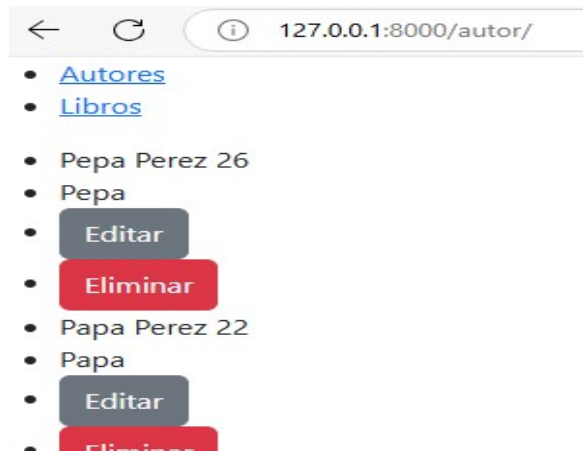 127.0.0.1:8000/autor/
Autores
Libros
Pepa Perez 26
Pepa
Editar
Eliminar
Papa Perez 22
Papa
Editar
Eliminar